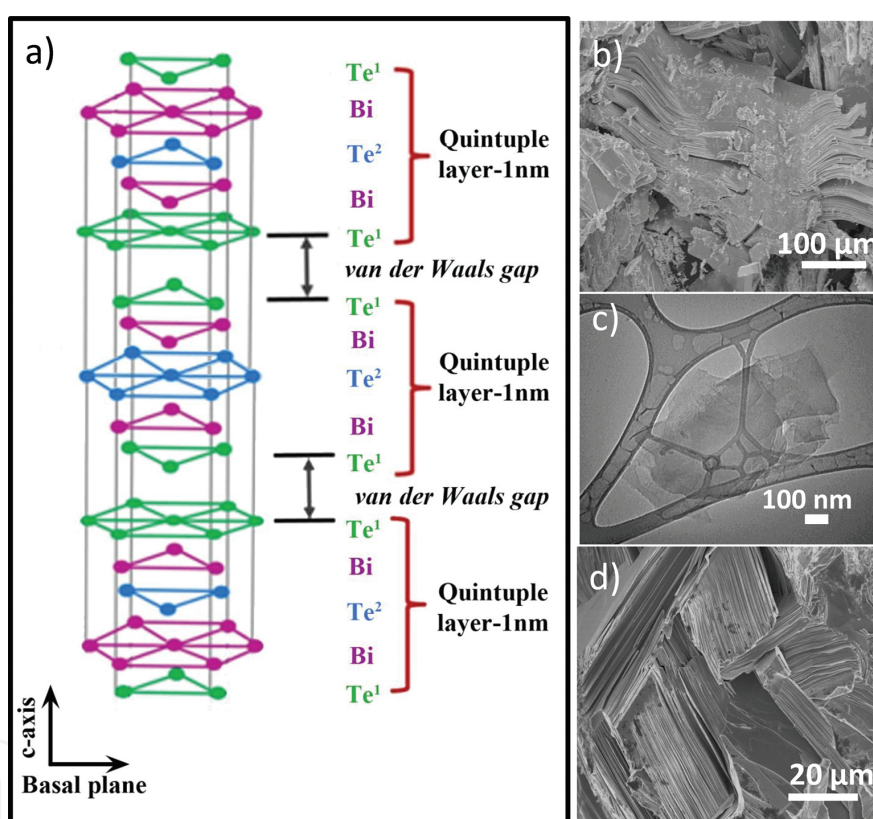 a)
Te¹
Bi
Te²
Bi
Te¹
Quintuple
layer-1nm
van der Waals gap
Te¹
Bi
Te²
Bi
Te¹
Quintuple
layer-1nm
van der Waals gap
Te¹
Bi
Te²
Bi
Te¹
Quintuple
layer-1nm
c-axis
Basal plane
b)
100 µm
c)
100 nm
d)
20 µm